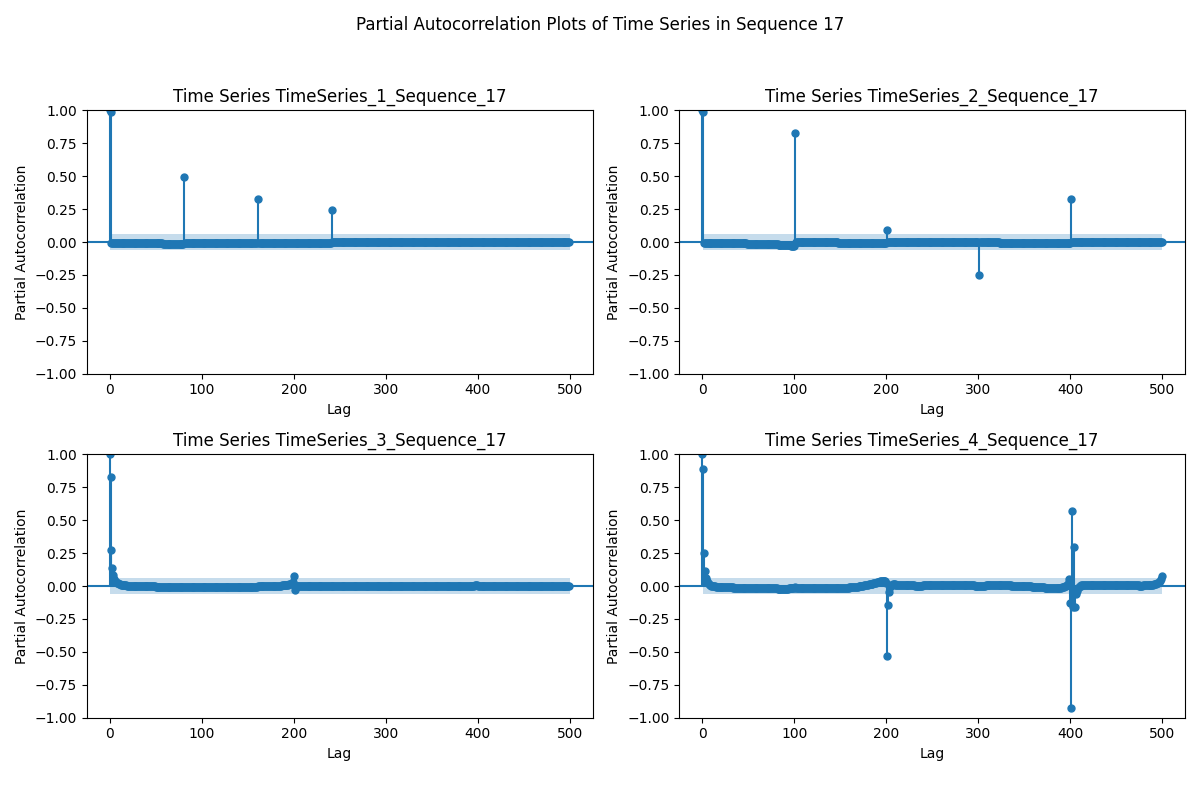 Partial Autocorrelation Plots of Time Series in Sequence 17
Time Series TimeSeries_1_Sequence_17
1.00
0.75
0.50
0.25
0.00
−0.25
−0.50
−0.75
−1.00
Partial Autocorrelation
0 100 200 300 400 500
Lag
Time Series TimeSeries_2_Sequence_17
1.00
0.75
0.50
0.25
0.00
−0.25
−0.50
−0.75
−1.00
Partial Autocorrelation
0 100 200 300 400 500
Lag
Time Series TimeSeries_3_Sequence_17
1.00
0.75
0.50
0.25
0.00
−0.25
−0.50
−0.75
−1.00
Partial Autocorrelation
0 100 200 300 400 500
Lag
Time Series TimeSeries_4_Sequence_17
1.00
0.75
0.50
0.25
0.00
−0.25
−0.50
−0.75
−1.00
Partial Autocorrelation
0 100 200 300 400 500
Lag